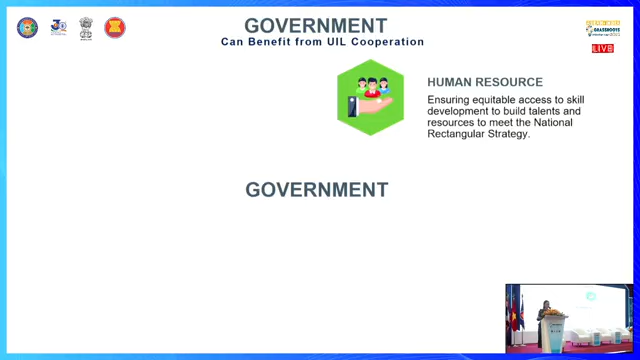 GOVERNMENT
Can Benefit from UIL Cooperation
GRASSROOTS
LIVE
HUMAN RESOURCE
Ensuring equitable access to skill
development to build talents and
resources to meet the National
Rectangular Strategy.
GOVERNMENT